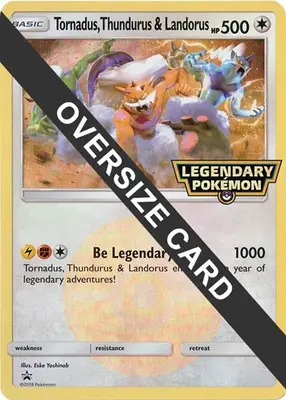 BASIC
Tornadus, Thundurus & Landorus
HP 500
LEGENDARY
POKÉMON
OVERSIZE CARD
Be Legendary
1000
Tornadus, Thundurus & Landorus
year of
legendary adventures!
weakness
resistance
retreat
Illus. Eske Yoshinob
©2018 Pokémon